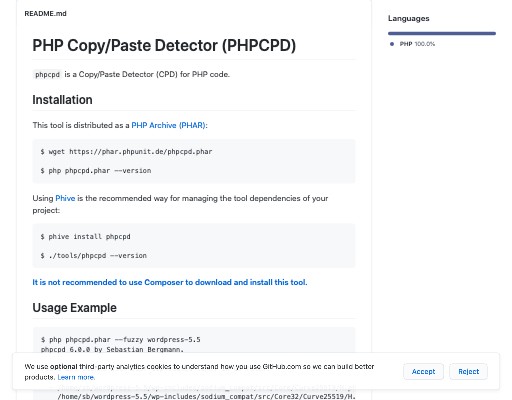 README.md
Languages
PHP 100.0%
PHP Copy/Paste Detector (PHPCPD)
phpcpd is a Copy/Paste Detector (CPD) for PHP code.
Installation
This tool is distributed as a PHP Archive (PHAR):
$ wget https://phar.phpunit.de/phpcpd.phar
$ php phpcpd.phar --version
Using Phive is the recommended way for managing the tool dependencies of your
project:
$ phive install phpcpd
$ ./tools/phpcpd --version
It is not recommended to use Composer to download and install this tool.
Usage Example
$ php phpcpd.phar --fuzzy wordpress-5.5
phpcpd 6.0.0 by Sebastian Bergmann.
We use optional third-party analytics cookies to understand how you use GitHub.com so we can build better
products. Learn more.
Accept
Reject
/home/sb/wordpress-5.5/wp-includes/sodium_compat/src/Core32/Curve25519/H.